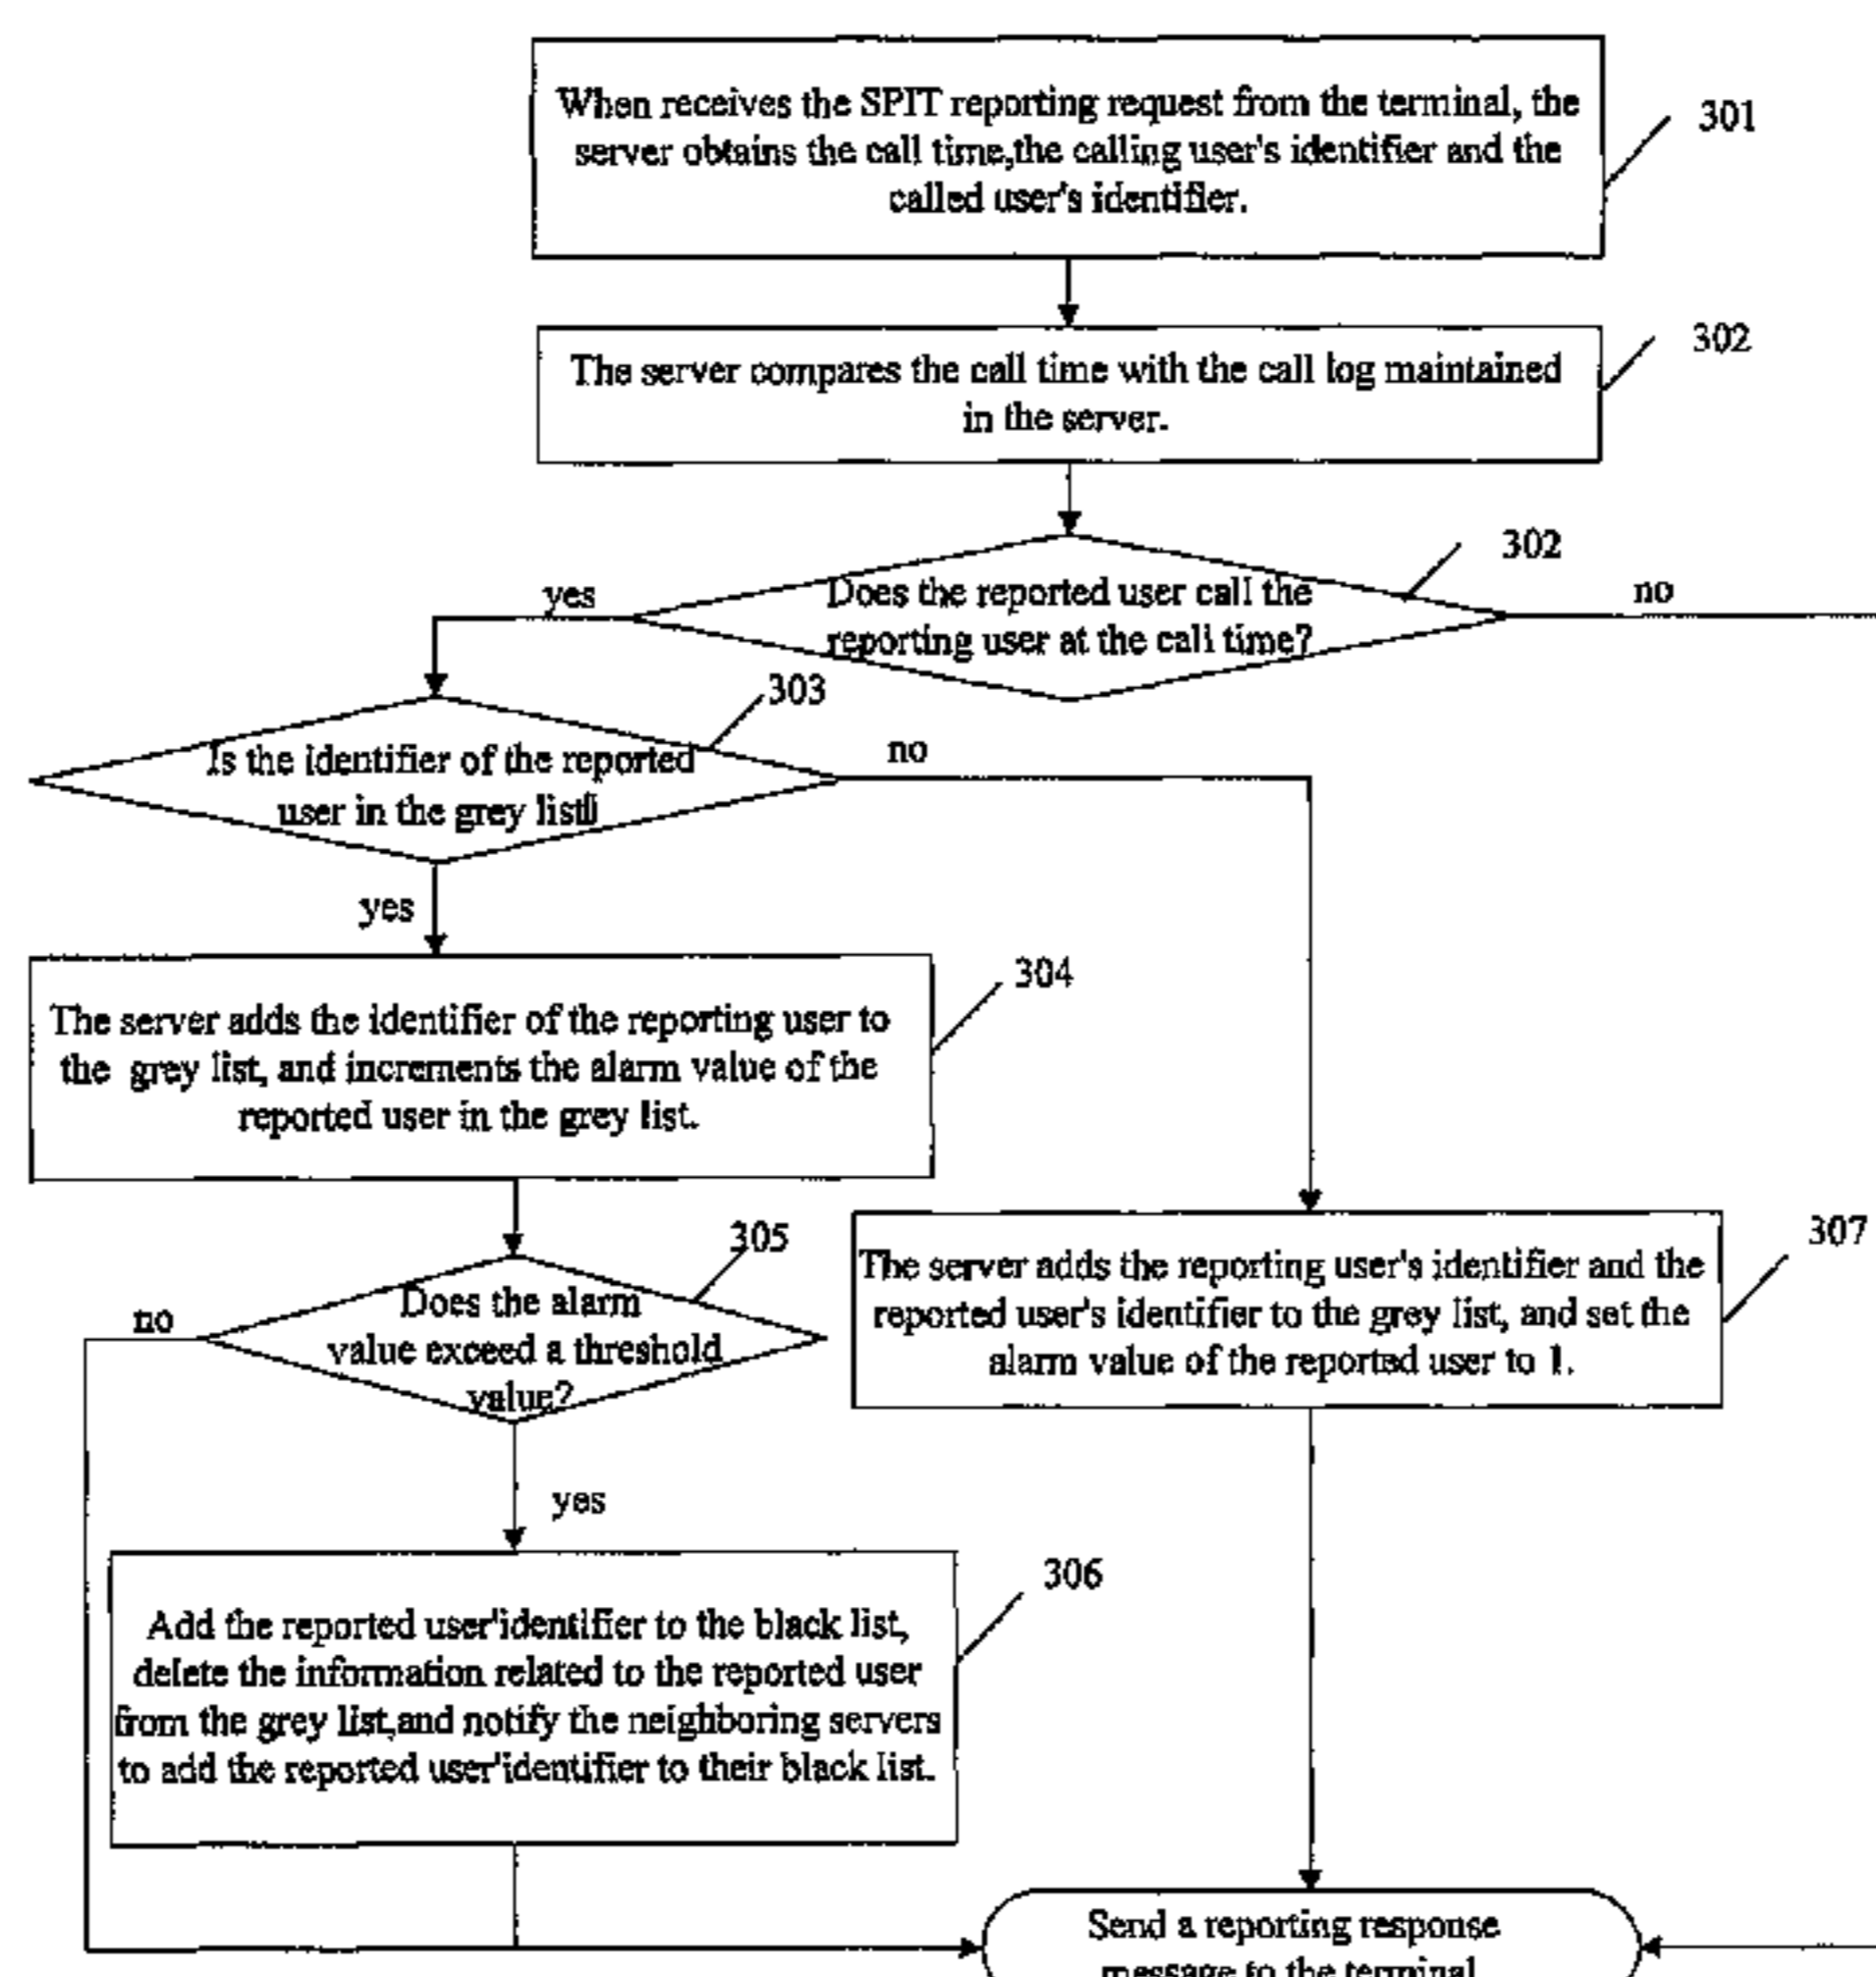 When receives the SPIT reporting request from the terminal, the
server obtains the call time,the calling user's identifier and the
called user's identifier.
301
The server compares the call time with the call log maintained
in the server.
302
Does the reported user call the
reporting user at the call time?
302
yes
no
Is the identifier of the reported
user in the grey list
303
no
yes
The server adds the identifier of the reporting user to
the grey list, and increments the alarm value of the
reported user in the grey list.
304
Does the alarm
value exceed a threshold
value?
305
no
yes
The server adds the reporting user's identifier and the
reported user's identifier to the grey list, and set the
alarm value of the reported user to 1.
307
Add the reported user'identifier to the black list,
delete the information related to the reported user
from the grey list,and notify the neighboring servers
to add the reported user'identifier to their black list.
306
Send a reporting response
message to the terminal